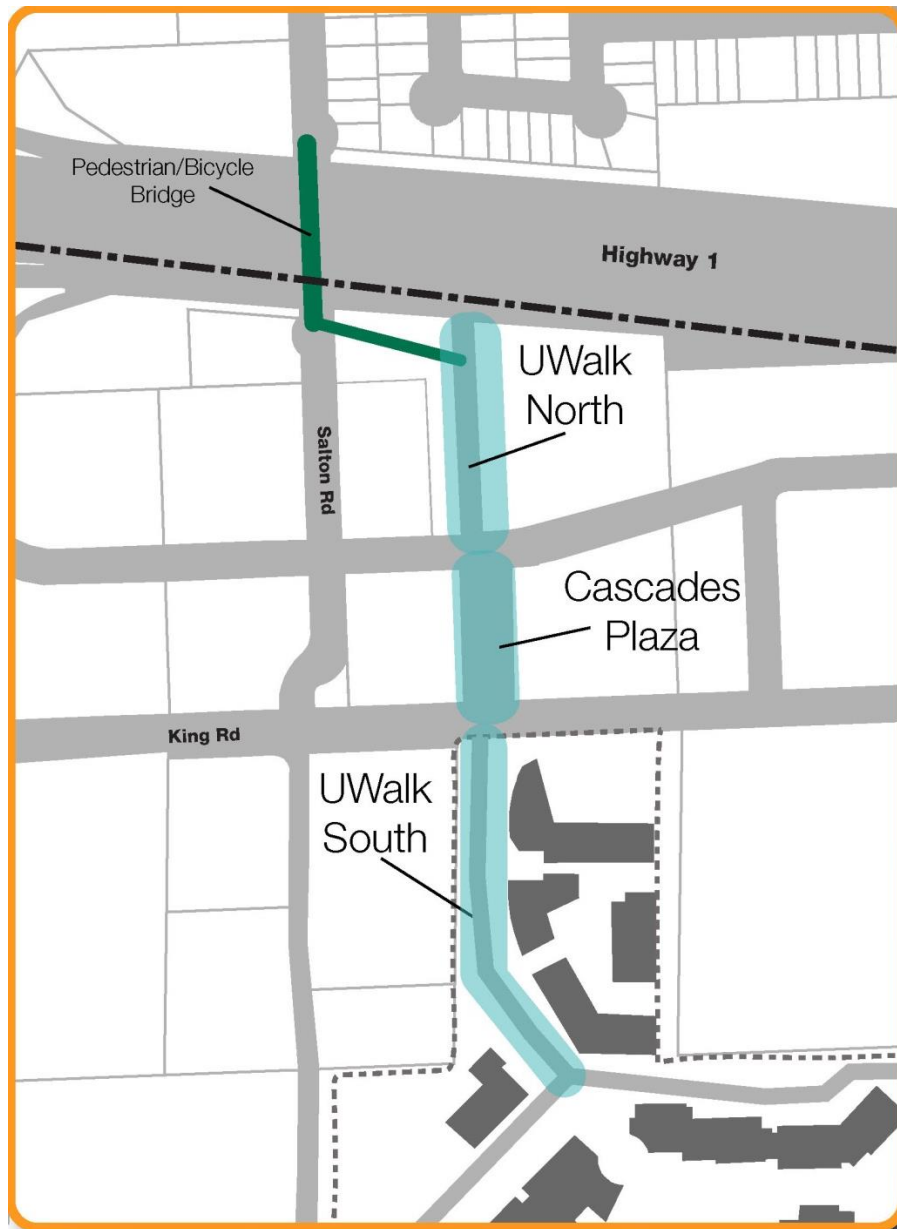 Pedestrian/Bicycle
Bridge
Highway 1
UWalk
North
Salton Rd
Cascades
Plaza
King Rd
UWalk
South